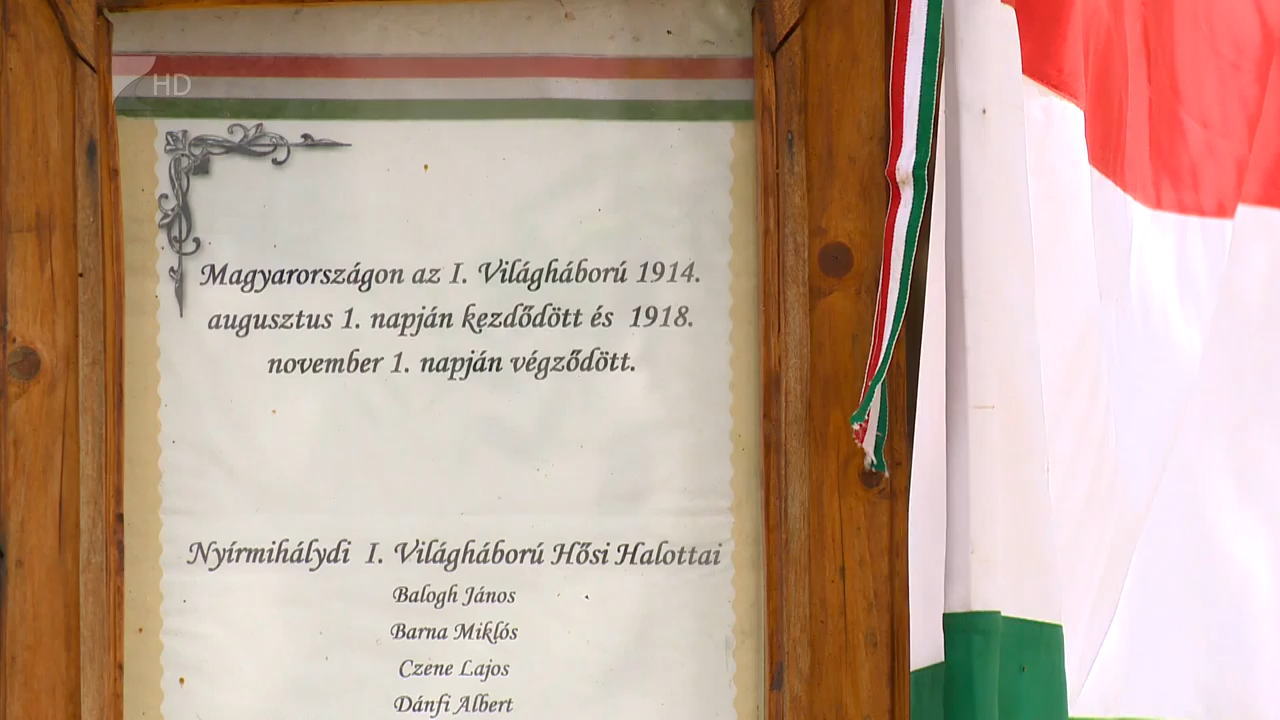 HD
Magyarországon az I. Világháború 1914.
augusztus 1. napján kezdődött és 1918.
november 1. napján végződött.
Nyírmihálydi I. Világháború Hősi Halottai
Balogh János
Barna Miklós
Czene Lajos
Dánfi Albert